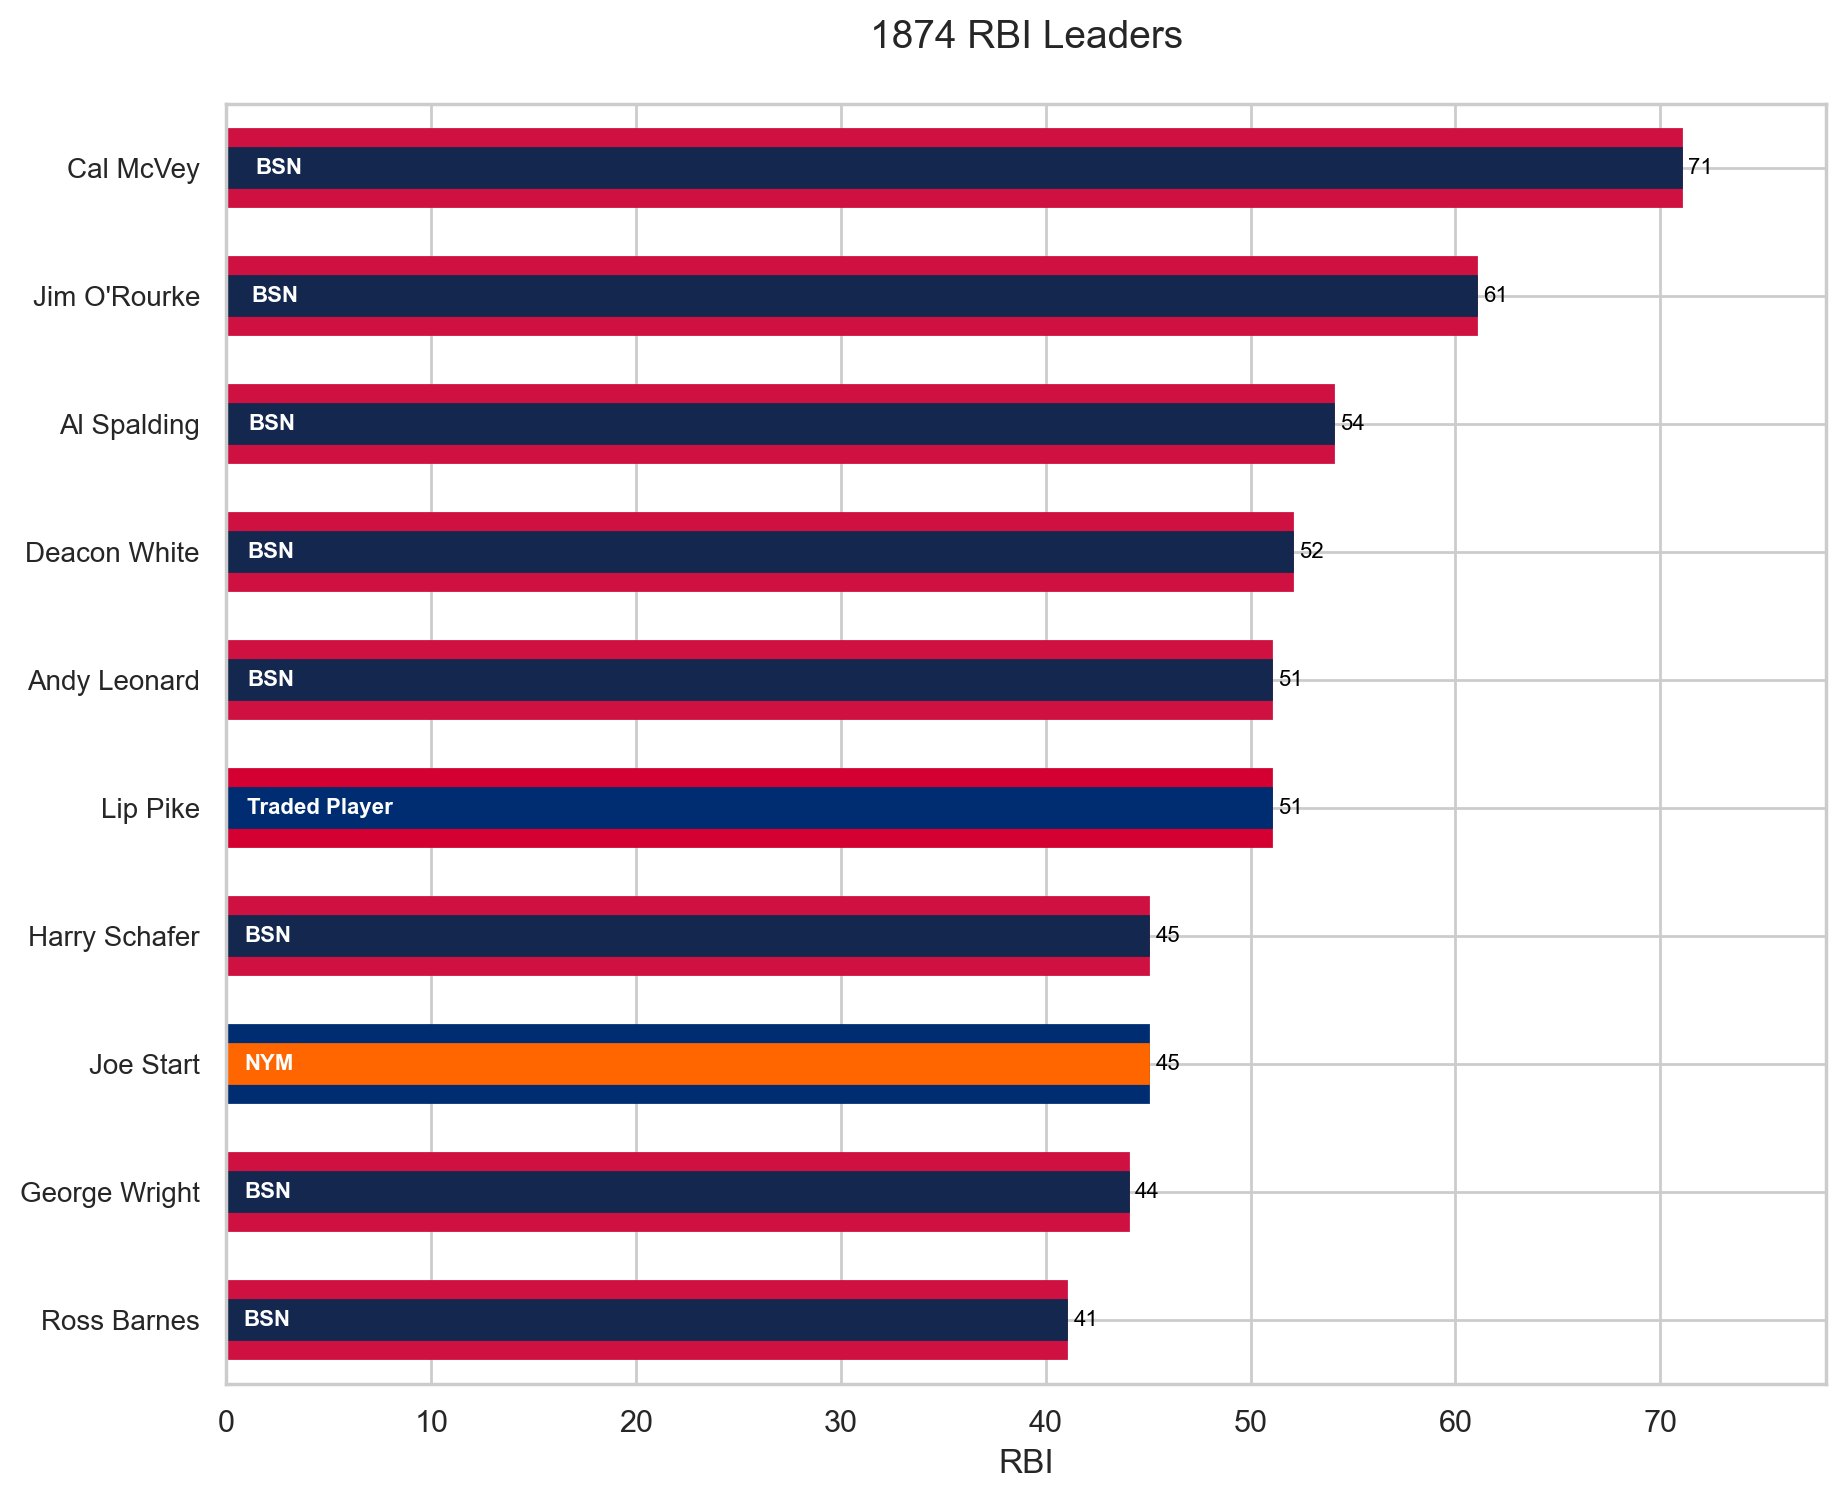 1874 RBI Leaders
Cal McVey BSN 71
Jim O'Rourke BSN 61
Al Spalding BSN 54
Deacon White BSN 52
Andy Leonard BSN 51
Lip Pike Traded Player 51
Harry Schafer BSN 45
Joe Start NYM 45
George Wright BSN 44
Ross Barnes BSN 41
0 10 20 30 40 50 60 70
RBI